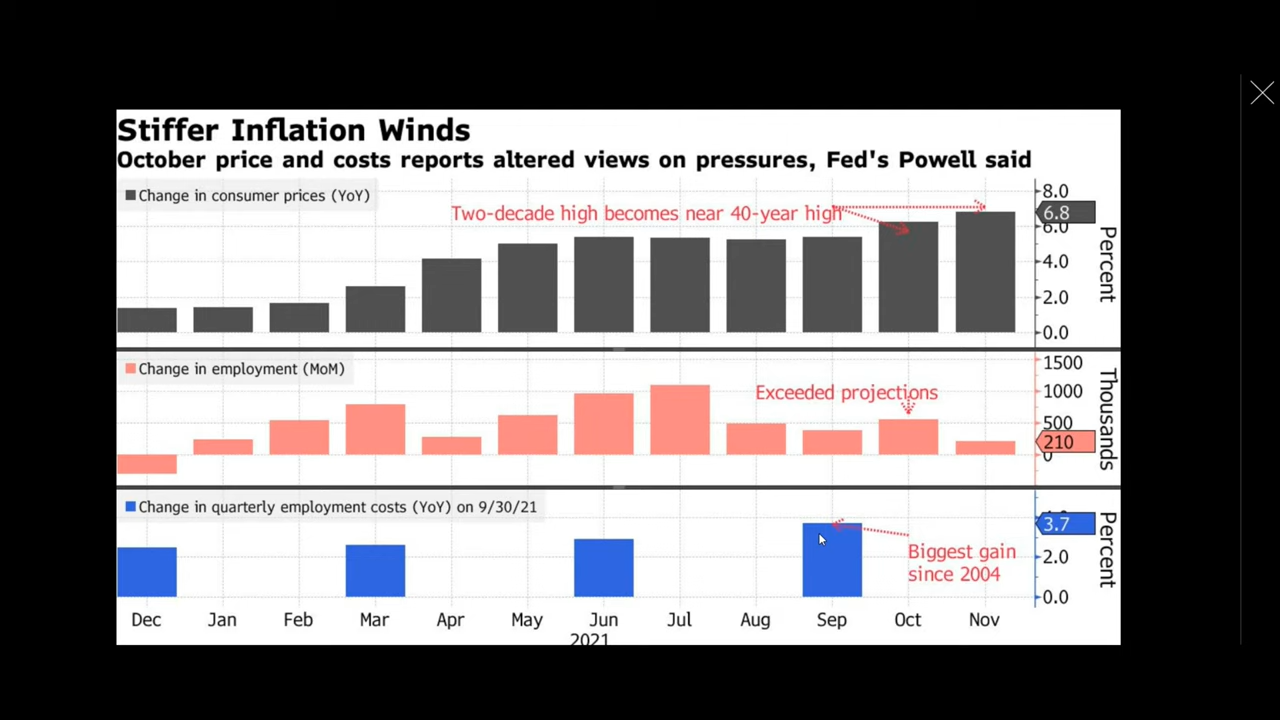 Stiffer Inflation Winds
October price and costs reports altered views on pressures, Fed's Powell said
Change in consumer prices (YoY)
Two-decade high becomes near 40-year high
8.0
6.8
6.0
4.0
2.0
0.0
Percent
Change in employment (MoM)
Exceeded projections
1500
1000
500
210
0
Thousands
Change in quarterly employment costs (YoY) on 9/30/21
Biggest gain
since 2004
3.7
2.0
0.0
Percent
Dec Jan Feb Mar Apr May Jun Jul Aug Sep Oct Nov
2021